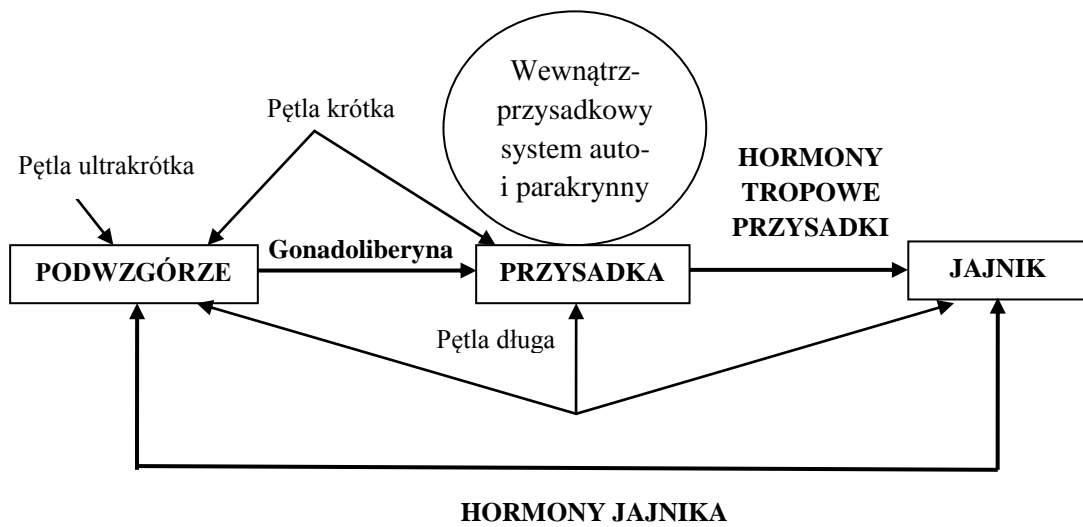 Wewnątrz-
przysadkowy
system auto-
i parakrynny
Pętla krótka
Pętla ultrakrótka
HORMONY
TROPOWE
PRZYSADKI
Gonadoliberyna
PODWZGÓRZE
PRZYSADKA
JAJNIK
Pętla długa
HORMONY JAJNIKA